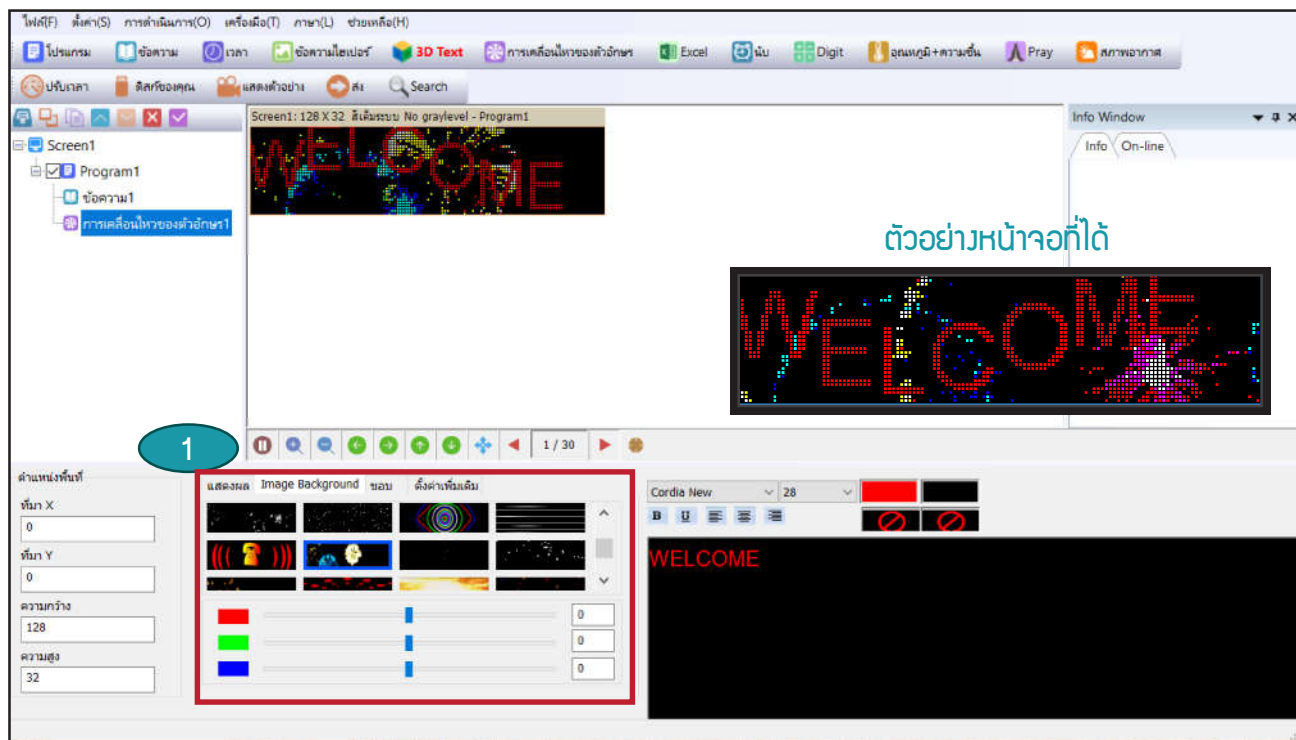 ไฟล์(F) ตั้งค่า(S) การดำเนินการ(O) เครื่องมือ(T) ภาษา(L) ช่วยเหลือ(H)
โปรแกรม ข้อความ เวลา ข้อความไฮเปอร์ 3D Text การเคลื่อนไหวของตัวอักษร Excel นับ Digit อุณหภูมิ+ความชื้น Pray สภาพอากาศ
ปรับเวลา ดิสก์ของคุณ แสดงตัวอย่าง ส่ง Search
Screen1: 128 X 32 สีเต็มระบบ No graylevel - Program1
Info Window
Info On-line
Screen1
Program1
ข้อความ1
การเคลื่อนไหวของตัวอักษร1
WELCOME
ตัวอย่างหน้าจอที่ได้
WELCOME
1 / 30
1
ตำแหน่งพื้นที่
ที่มา X
0
ที่มา Y
0
ความกว้าง
128
ความสูง
32
แสดงผล Image Background ขอบ ตั้งค่าเพิ่มเติม
0
0
0
Cordia New 28
B U
WELCOME